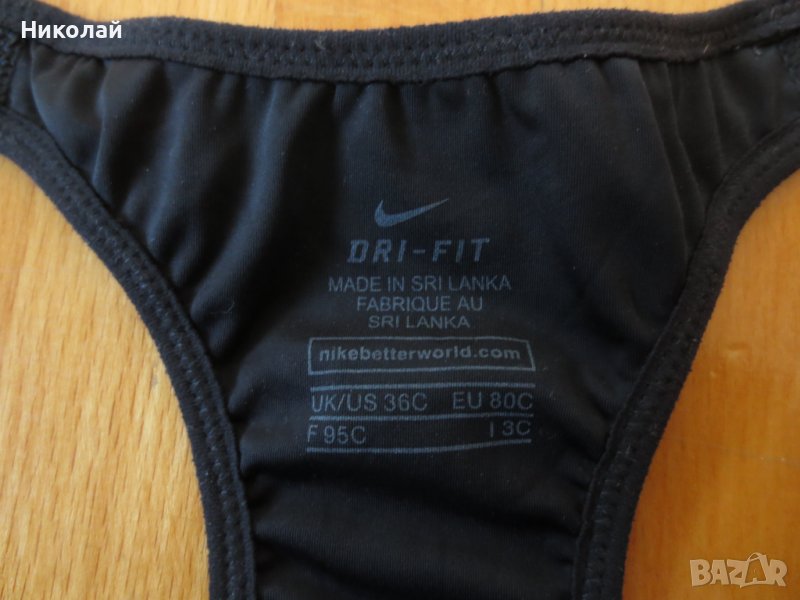 Николай
DRI-FIT
MADE IN SRI LANKA
FABRIQUE AU
SRI LANKA
nikebetterworld.com
UK/US 36C EU 80C
F 95C I 3C
BAZAR